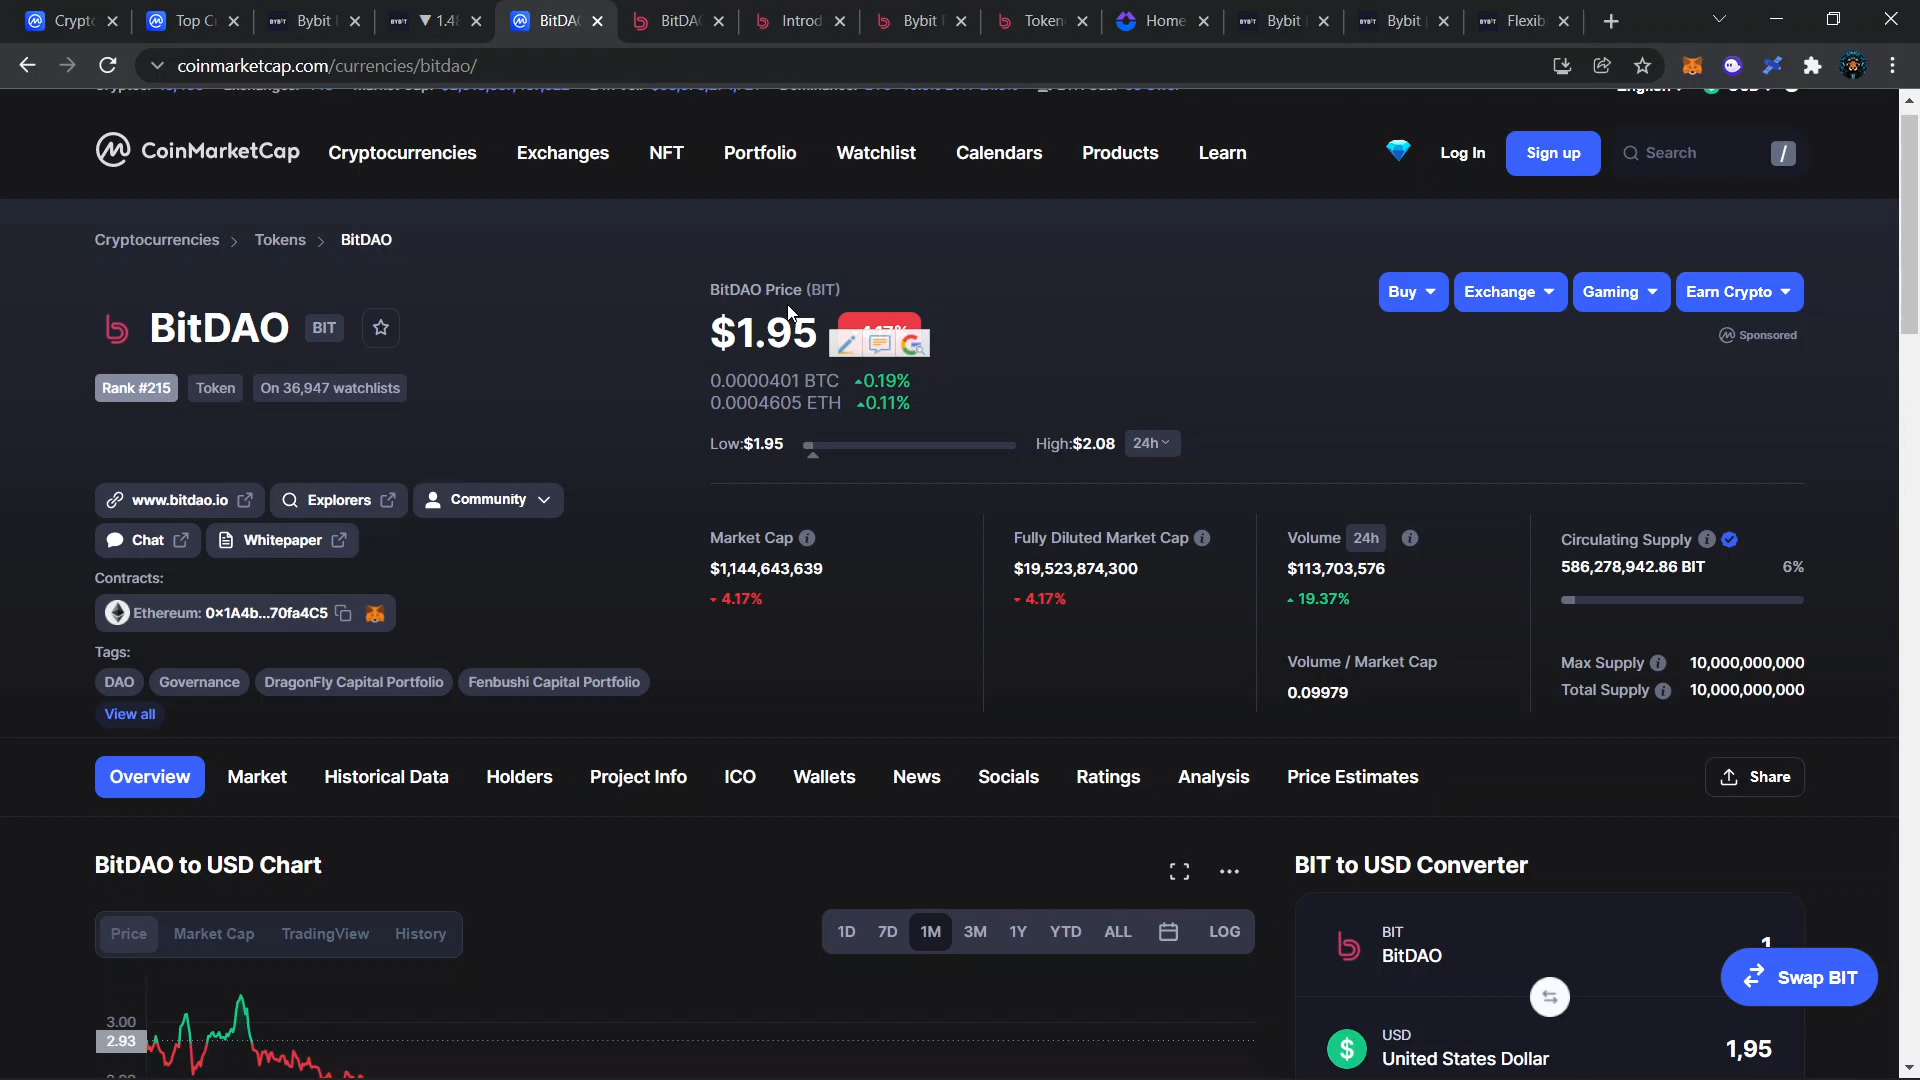 Crypto
Top C
Bybit
▼ 1.4
BitDA
BitDA
Introd
Bybit
Token
Home
Bybit
Bybit
Flexib
coinmarketcap.com/currencies/bitdao/
CoinMarketCap
Cryptocurrencies
Exchanges
NFT
Portfolio
Watchlist
Calendars
Products
Learn
Log In
Sign up
Search
/
Cryptocurrencies > Tokens > BitDAO
BitDAO BIT
Rank #215
Token
On 36,947 watchlists
BitDAO Price (BIT)
$1.95
0.0000401 BTC 0.19%
0.0004605 ETH 0.11%
Low:$1.95
High:$2.08
24h
Buy
Exchange
Gaming
Earn Crypto
Sponsored
www.bitdao.io
Explorers
Community
Chat
Whitepaper
Contracts:
Ethereum: 0x1A4b...70fa4C5
Tags:
DAO
Governance
DragonFly Capital Portfolio
Fenbushi Capital Portfolio
View all
Market Cap
$1,144,643,639
4.17%
Fully Diluted Market Cap
$19,523,874,300
4.17%
Volume 24h
$113,703,576
19.37%
Volume / Market Cap
0.09979
Circulating Supply
586,278,942.86 BIT 6%
Max Supply 10,000,000,000
Total Supply 10,000,000,000
Overview
Market
Historical Data
Holders
Project Info
ICO
Wallets
News
Socials
Ratings
Analysis
Price Estimates
Share
BitDAO to USD Chart
Price
Market Cap
TradingView
History
1D
7D
1M
3M
1Y
YTD
ALL
LOG
3.00
2.93
BIT to USD Converter
BIT
BitDAO
Swap BIT
USD
United States Dollar
1,95